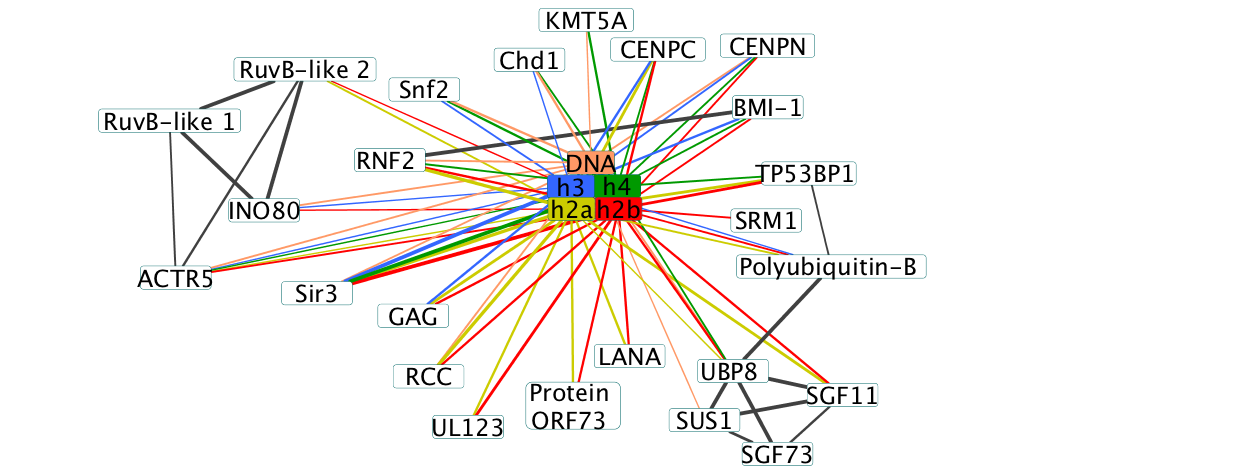 KMT5A
CENPC
CENPN
Chd1
RuvB-like 2
Snf2
BMI-1
RuvB-like 1
RNF2
DNA
TP53BP1
h3
h4
INO80
h2a
h2b
SRM1
ACTR5
Polyubiquitin-B
Sir3
GAG
LANA
RCC
UBP8
Protein
ORF73
SGF11
UL123
SUS1
SGF73